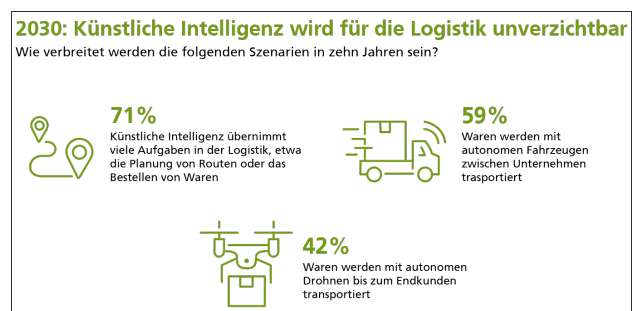 2030: Künstliche Intelligenz wird für die Logistik unverzichtbar
Wie verbreitet werden die folgenden Szenarien in zehn Jahren sein?
71%
Künstliche Intelligenz übernimmt
viele Aufgaben in der Logistik, etwa
die Planung von Routen oder das
Bestellen von Waren
59%
Waren werden mit
autonomen Fahrzeugen
zwischen Unternehmen
trasportiert
42%
Waren werden mit autonomen
Drohnen bis zum Endkunden
transportiert